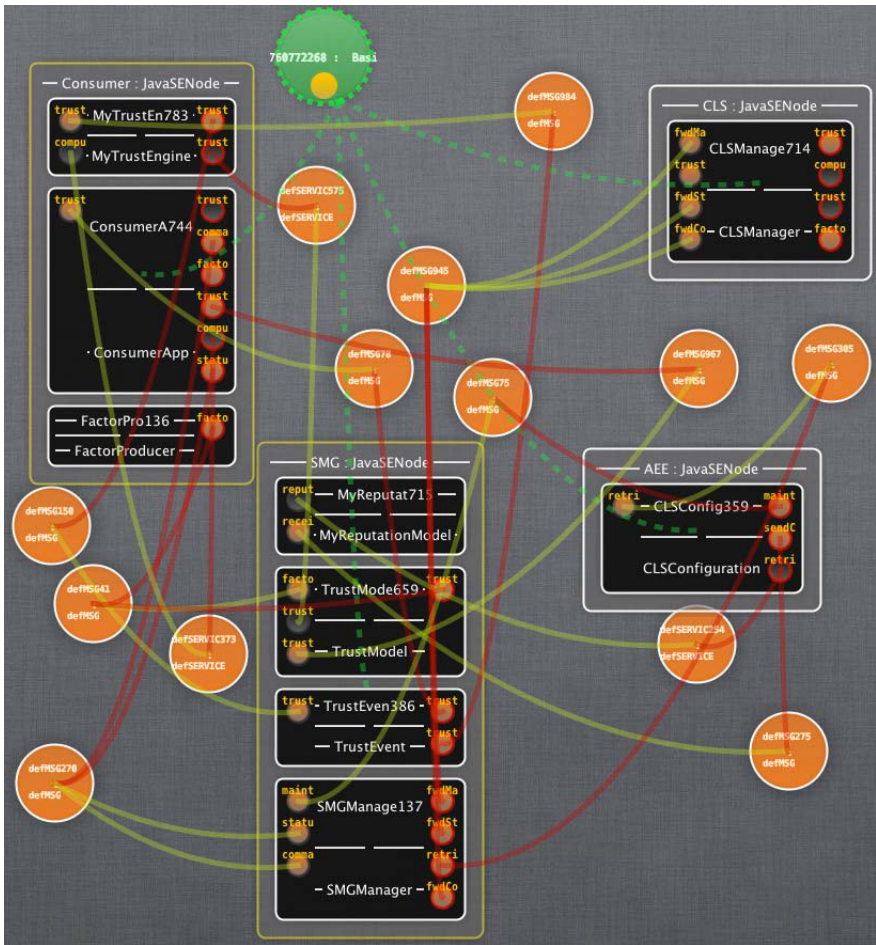 760772268 : Basi
Consumer : JavaSENode
trust
MyTrustEn783
trust
compu
MyTrustEngine
trust
trust
ConsumerA744
trust
comma
facto
trust
compu
ConsumerApp
statu
FactorPro136
facto
FactorProducer
defMSG984
defMSG
CLS : JavaSENode
fwdMa
CLSManage714
trust
trust
compu
fwdSt
trust
fwdCo
CLSManager
facto
defSERVIC575
defSERVICE
defMSG945
defMSG
defMSG78
defMSG
defMSG75
defMSG
defMSG967
defMSG
defMSG305
defMSG
SMG : JavaSENode
reput
MyReputat715
recei
MyReputationModel
facto
TrustMode659
trust
trust
trust
TrustModel
trust
TrustEven386
trust
TrustEvent
trust
maint
SMGManage137
fwdMa
statu
fwdSt
comma
retri
SMGManager
fwdCo
AEE : JavaSENode
retri
CLSConfig359
maint
sendC
CLSConfiguration
retri
defMSG150
defMSG
defMSG41
defMSG
defSERVIC373
defSERVICE
defSERVIC254
defSERVICE
defMSG275
defMSG
defMSG270
defMSG